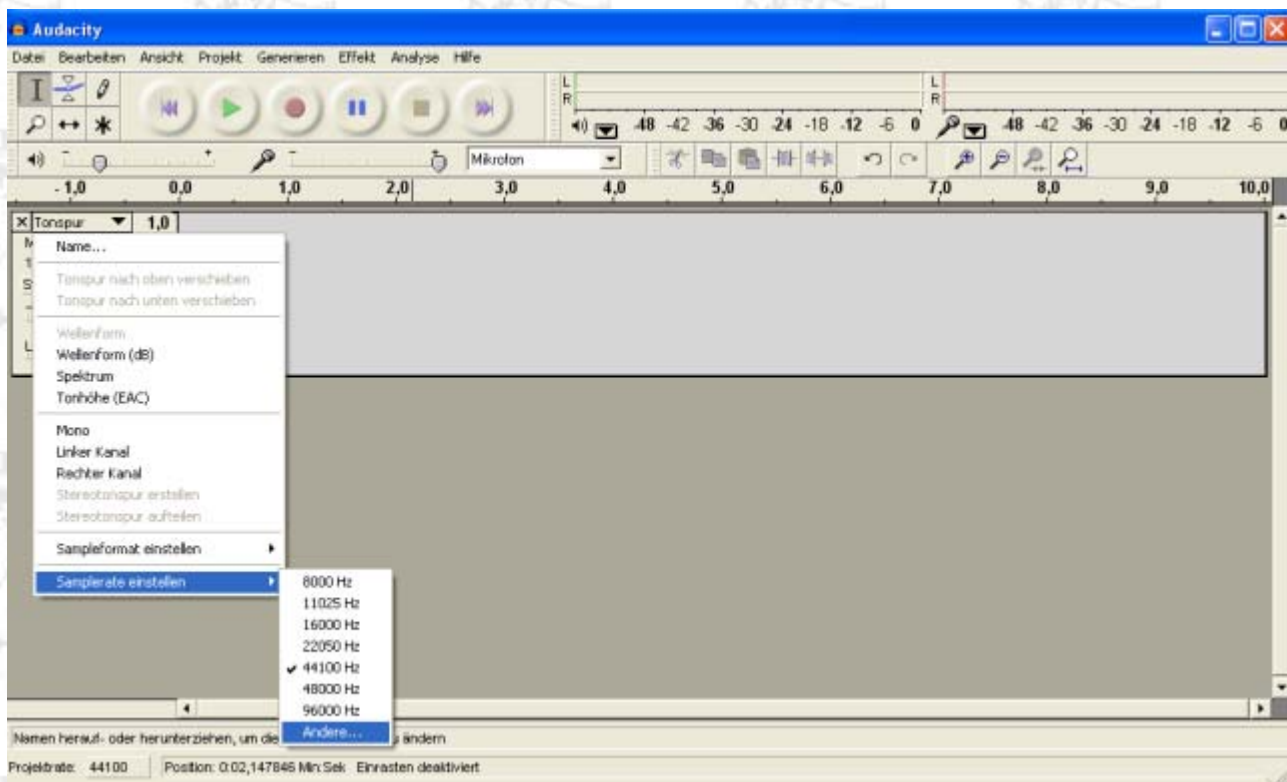 Audacity
Datei Bearbeiten Ansicht Projekt Generieren Effekt Analyse Hilfe
L
R
-48 -42 -36 -30 -24 -18 -12 -6 0
L
R
-48 -42 -36 -30 -24 -18 -12 -6 0
Mikrofon
- 1,0 0,0 1,0 2,0 3,0 4,0 5,0 6,0 7,0 8,0 9,0 10,0
Tonspur 1,0
Name...
Tonspur nach oben verschieben
Tonspur nach unten verschieben
Wellenform
Wellenform (dB)
Spektrum
Tonhöhe (EAC)
Mono
Linker Kanal
Rechter Kanal
Stereotonspur erstellen
Stereotonspur aufteilen
Sampleformat einstellen
Samplerate einstellen
8000 Hz
11025 Hz
16000 Hz
22050 Hz
44100 Hz
48000 Hz
96000 Hz
Andere...
Namen herauf- oder herunterziehen, um die ändern
Projektrate: 44100 Position: 0:02,147846 Min:Sek Einrasten deaktiviert